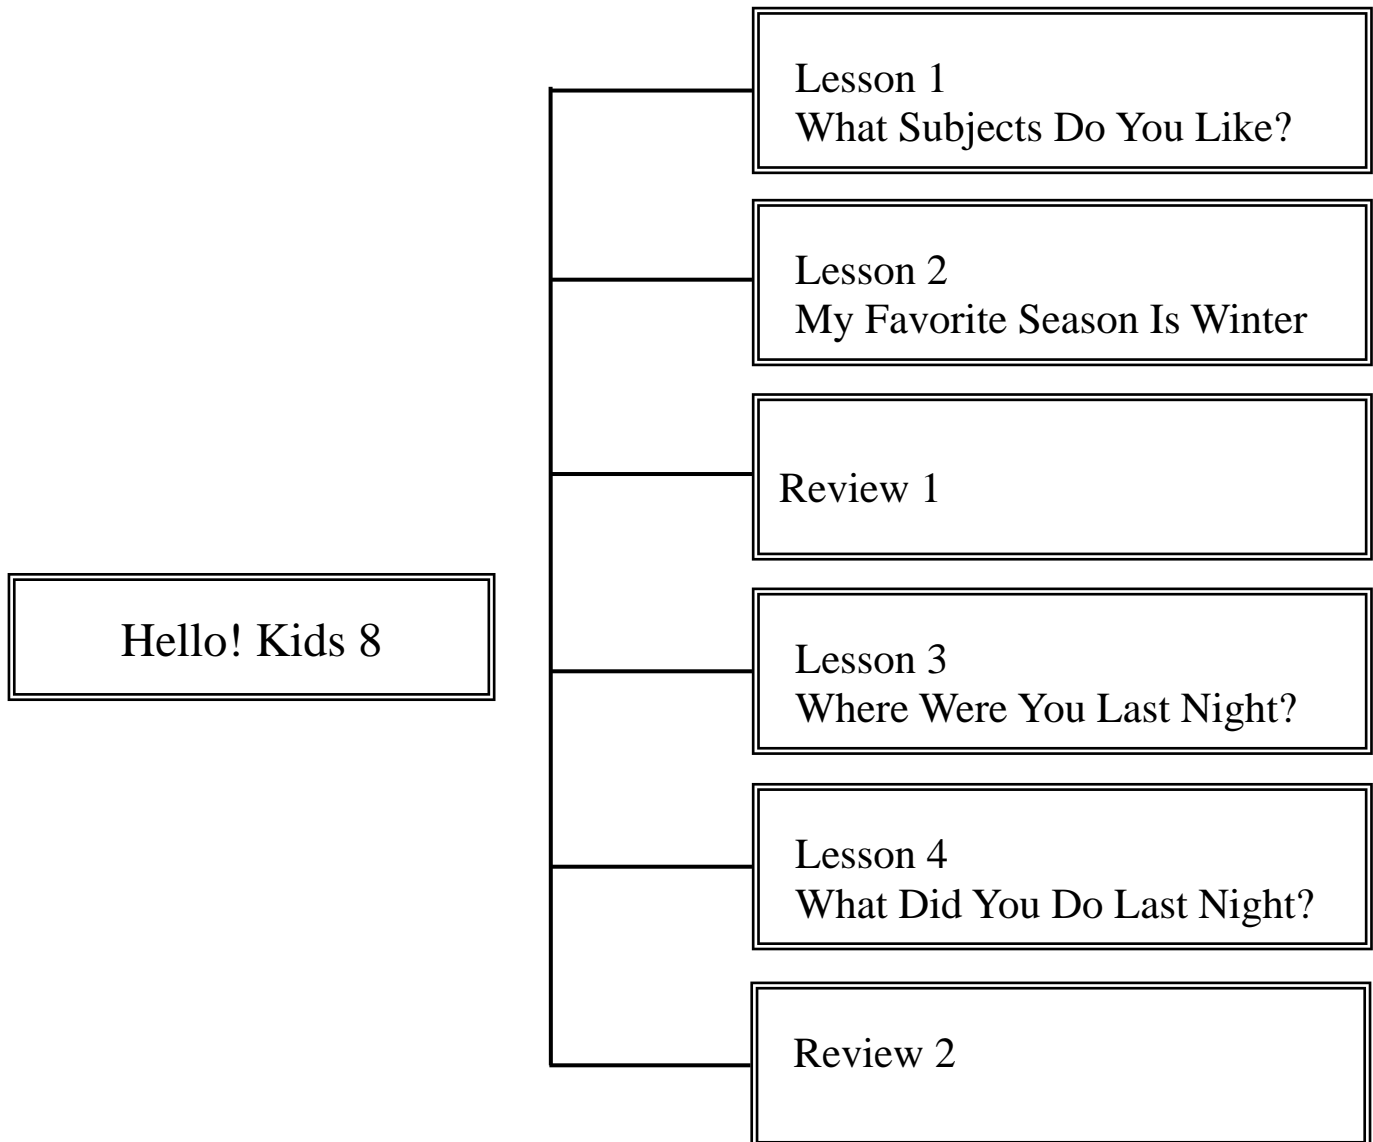 Hello! Kids 8
Lesson 1
What Subjects Do You Like?
Lesson 2
My Favorite Season Is Winter
Review 1
Lesson 3
Where Were You Last Night?
Lesson 4
What Did You Do Last Night?
Review 2